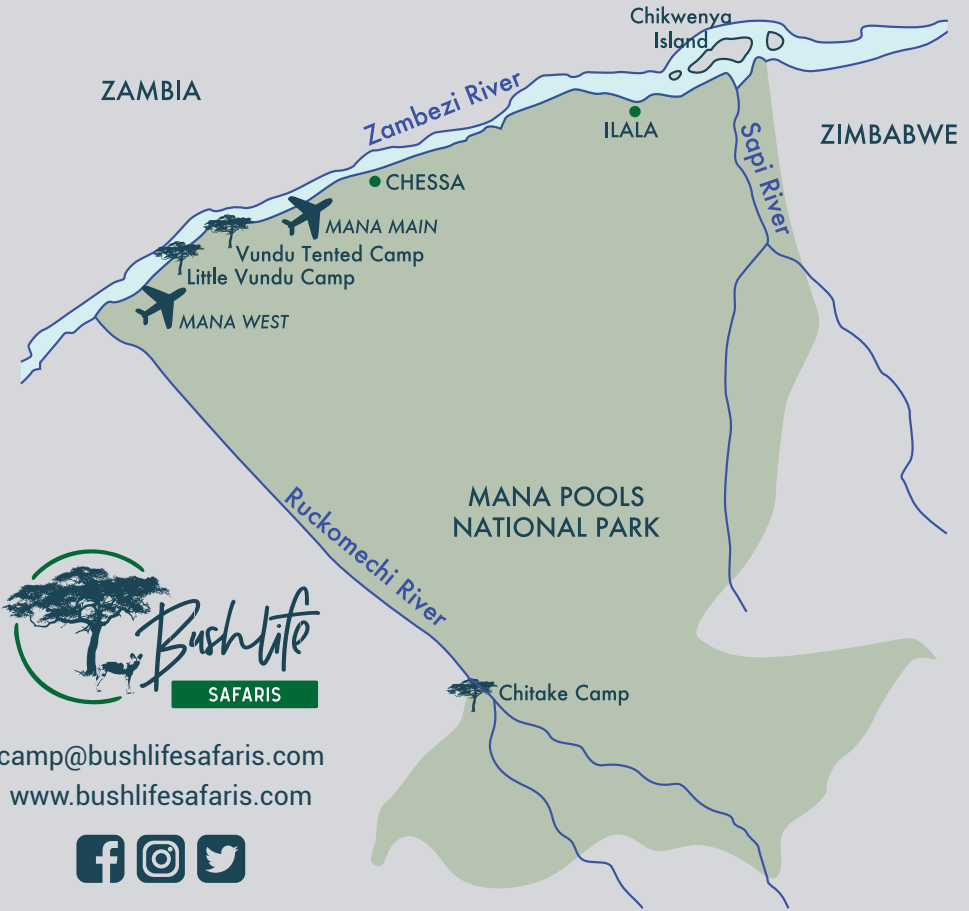 Chikwenya
Island
ZAMBIA
Zambezi River
ILALA
Sapi River
ZIMBABWE
CHESSA
MANA MAIN
Vundu Tented Camp
Little Vundu Camp
MANA WEST
MANA POOLS
NATIONAL PARK
Ruckomechi River
Chitake Camp
Bushlife
SAFARIS
camp@bushlifesafaris.com
www.bushlifesafaris.com